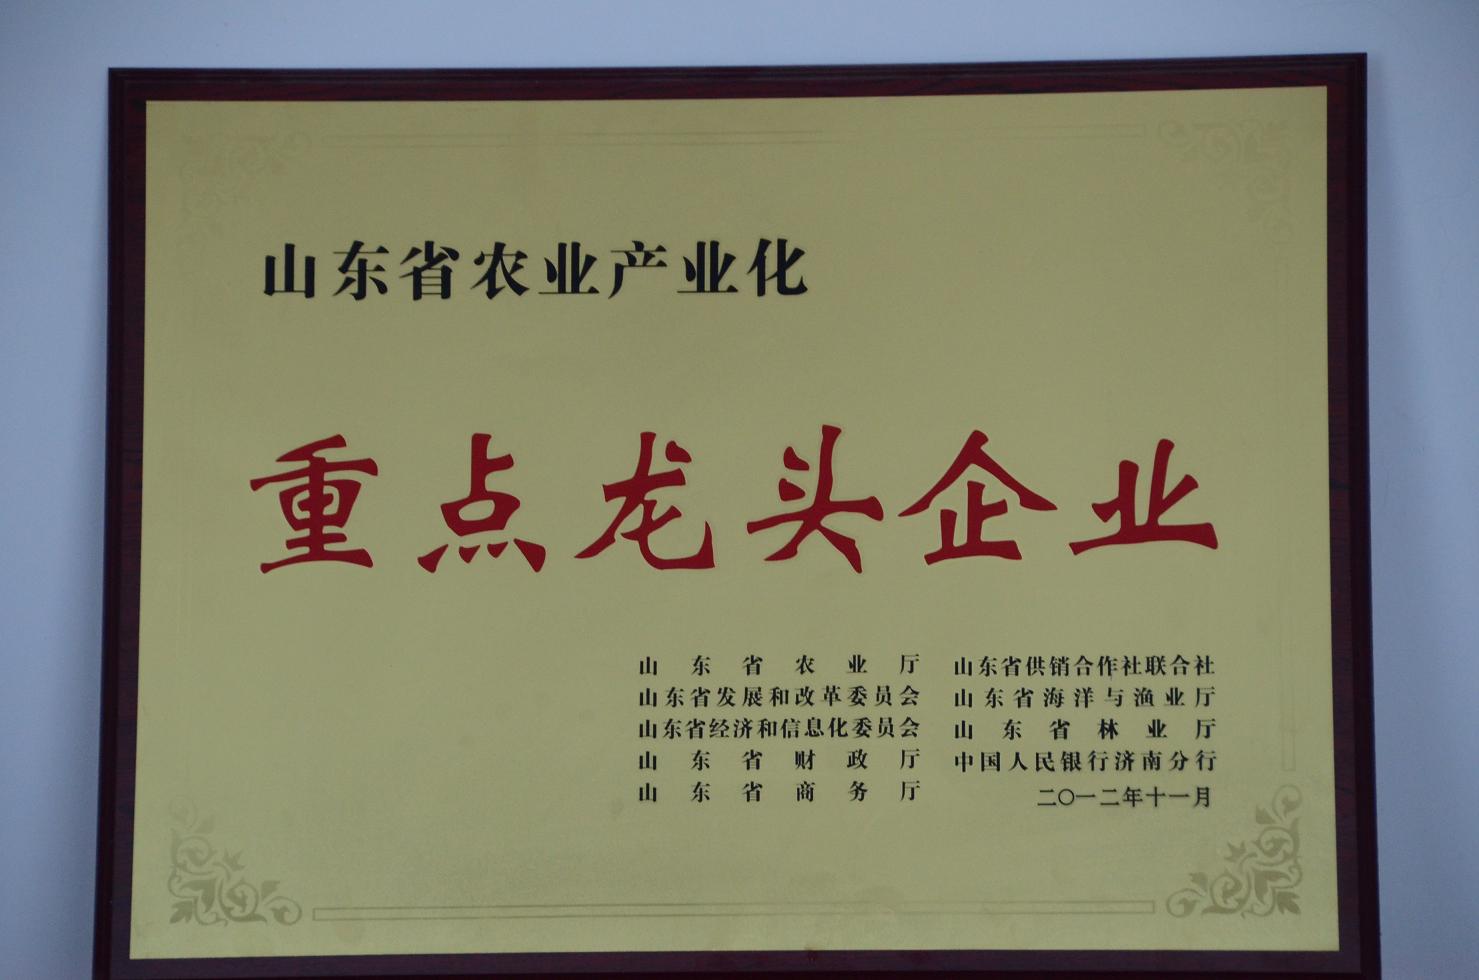 山东省农业产业化
重点龙头企业
山东省农业厅
山东省发展和改革委员会
山东省经济和信息化委员会
山东省财政厅
山东省商务厅
山东省供销合作社联合社
山东省海洋与渔业厅
山东省林业厅
中国人民银行济南分行
二〇一二年十一月